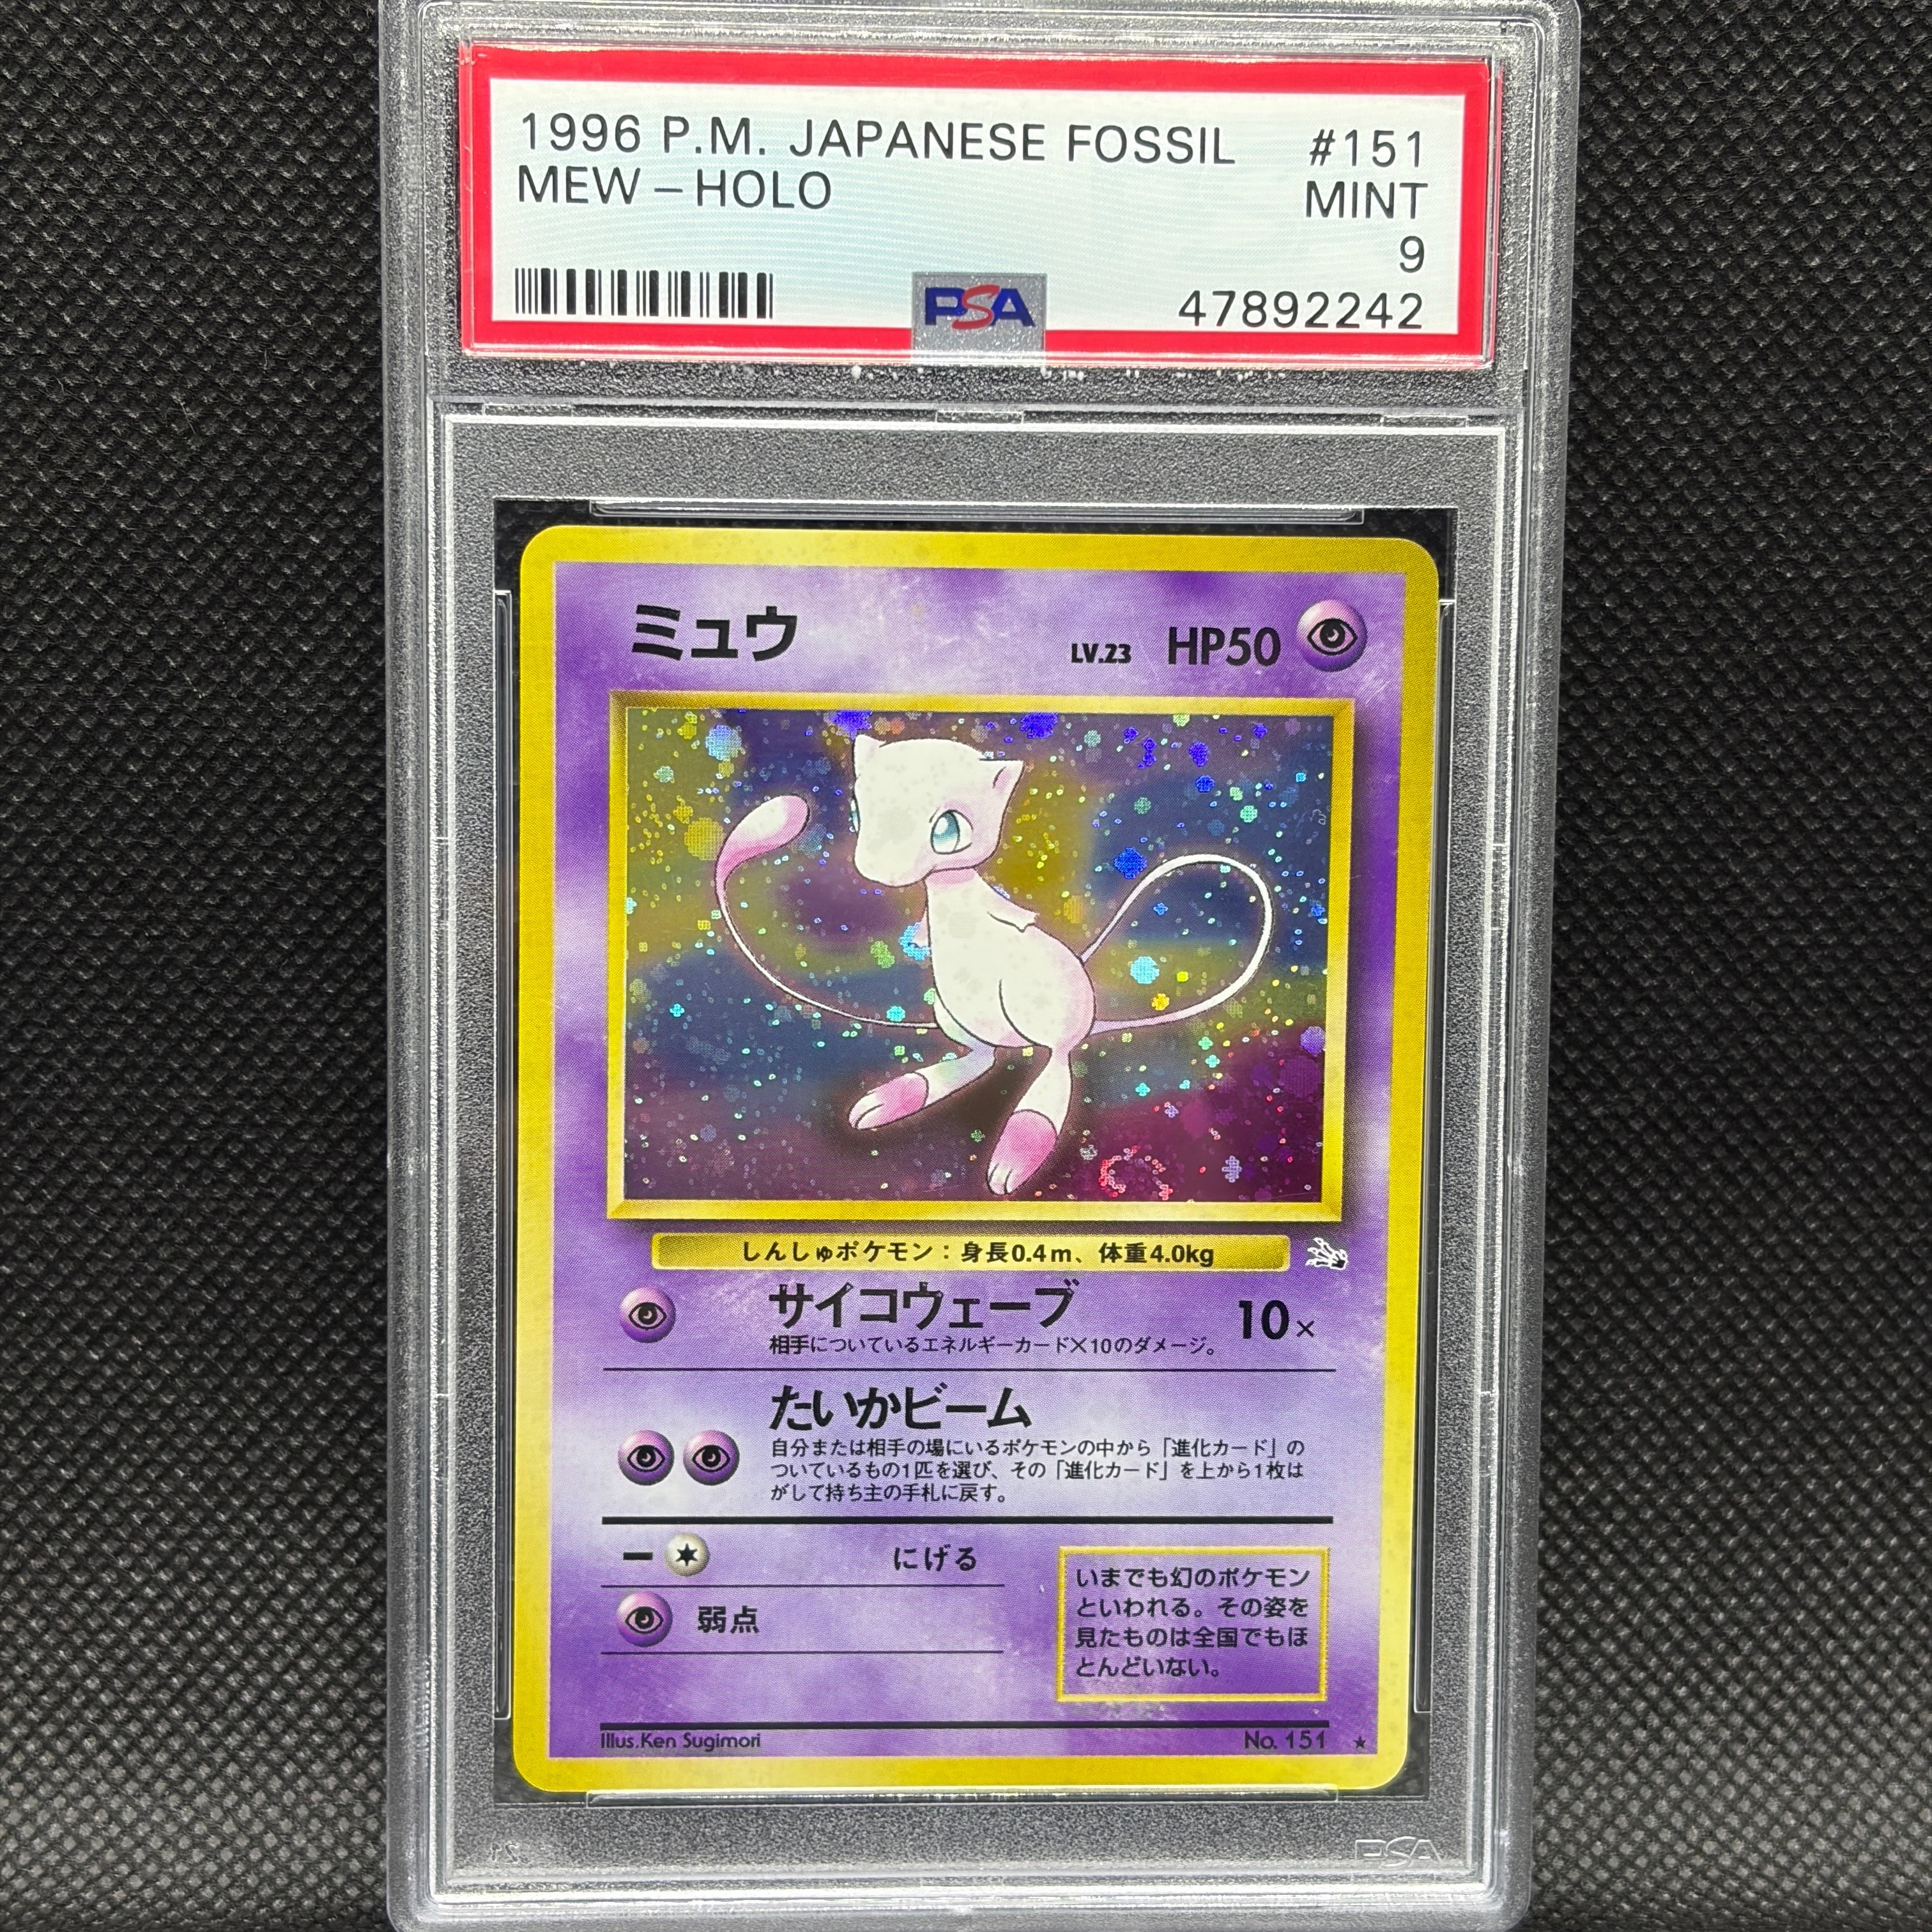 1996 P.M. JAPANESE FOSSIL #151
MEW - HOLO MINT
9
PSA 47892242
ミュウ LV.23 HP50
しんしゅポケモン：身長0.4m、体重4.0kg
サイコウェーブ 10×
相手についているエネルギーカード×10のダメージ。
たいかビーム
自分または相手の場にいるポケモンの中から「進化カード」の
ついているもの1匹を選び、その「進化カード」を上から1枚は
がして持ち主の手札に戻す。
にげる
弱点
いまでも幻のポケモン
といわれる。その姿を
見たものは全国でもほ
とんどいない。
Illus.Ken Sugimori No. 151 ★
PSA